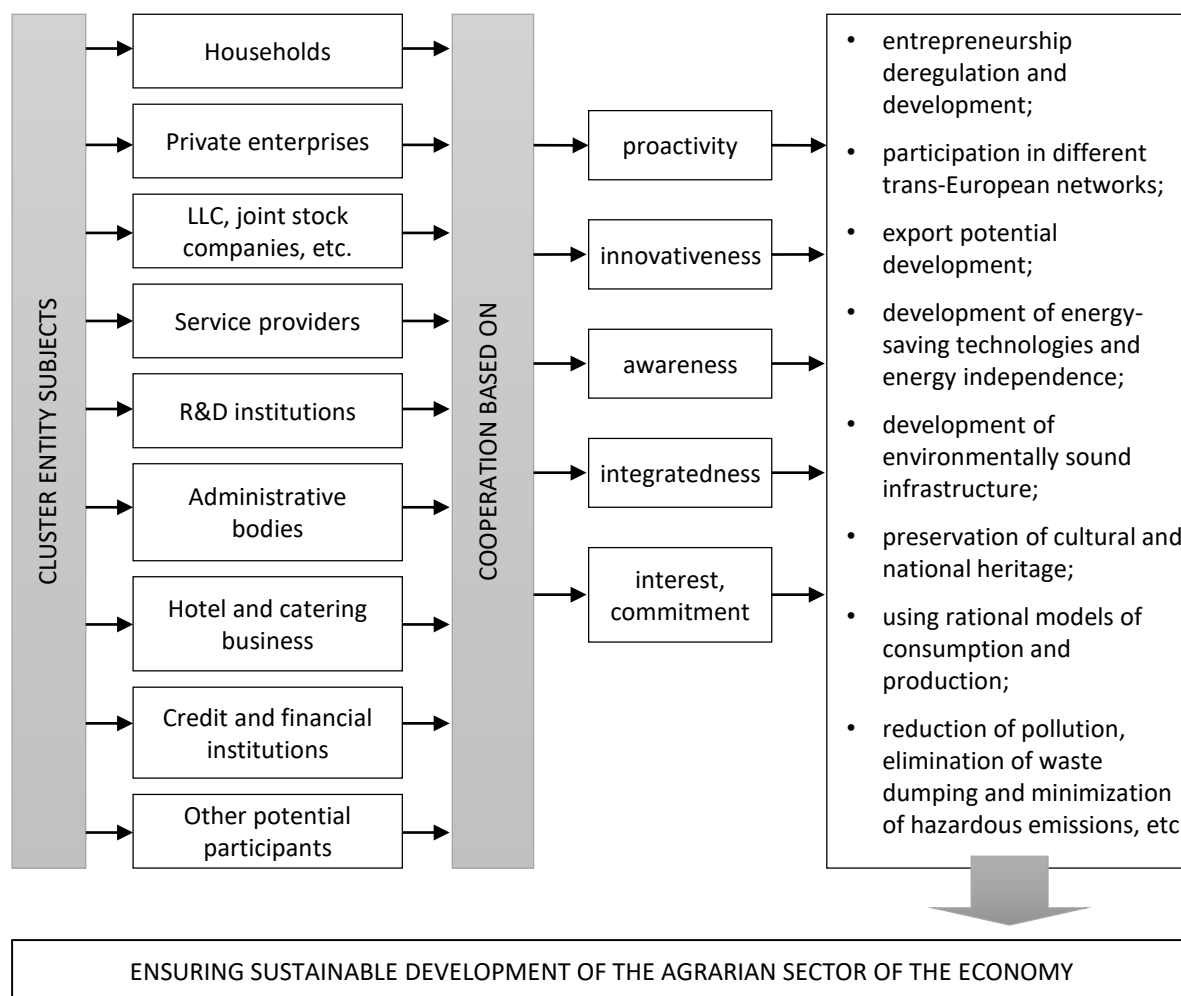 CLUSTER ENTITY SUBJECTS
Households
Private enterprises
LLC, joint stock
companies, etc.
Service providers
R&D institutions
Administrative
bodies
Hotel and catering
business
Credit and financial
institutions
Other potential
participants
COOPERATION BASED ON
proactivity
innovativeness
awareness
integratedness
interest,
commitment
• entrepreneurship
deregulation and
development;
• participation in different
trans-European networks;
• export potential
development;
• development of energy-
saving technologies and
energy independence;
• development of
environmentally sound
infrastructure;
• preservation of cultural and
national heritage;
• using rational models of
consumption and
production;
• reduction of pollution,
elimination of waste
dumping and minimization
of hazardous emissions, etc
ENSURING SUSTAINABLE DEVELOPMENT OF THE AGRARIAN SECTOR OF THE ECONOMY